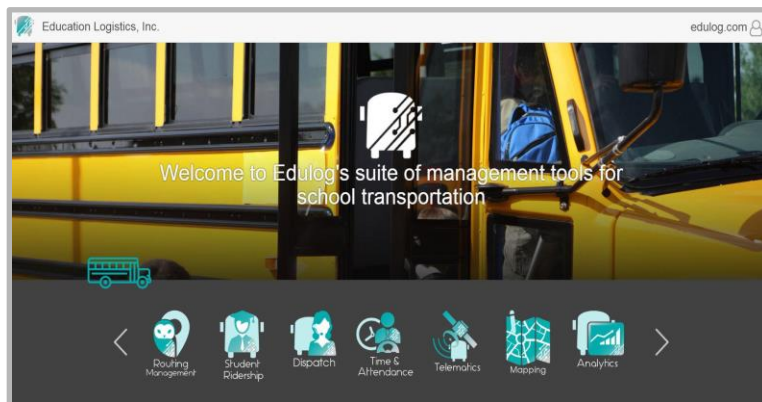 Education Logistics, Inc.
edulog.com
Welcome to Edulog's suite of management tools for
school transportation
Routing
Management
Student
Ridership
Dispatch
Time &
Attendance
Telematics
Mapping
Analytics